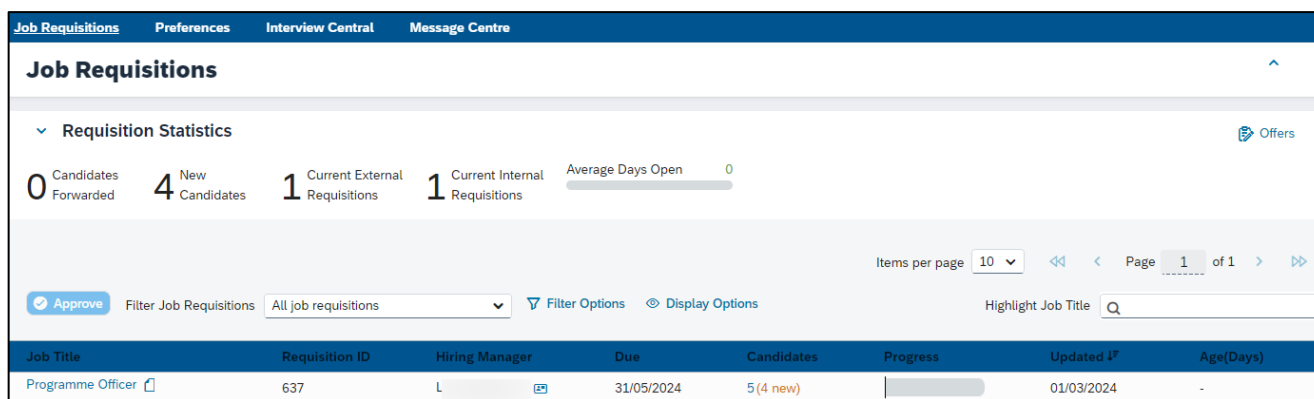 Job Requisitions Preferences Interview Central Message Centre
Job Requisitions
Requisition Statistics
Offers
0 Candidates Forwarded
4 New Candidates
1 Current External Requisitions
1 Current Internal Requisitions
Average Days Open 0
Items per page 10 Page 1 of 1
Approve Filter Job Requisitions All job requisitions Filter Options Display Options Highlight Job Title
Job Title Requisition ID Hiring Manager Due Candidates Progress Updated Age(Days)
Programme Officer 637 L 31/05/2024 5 (4 new) 01/03/2024 -